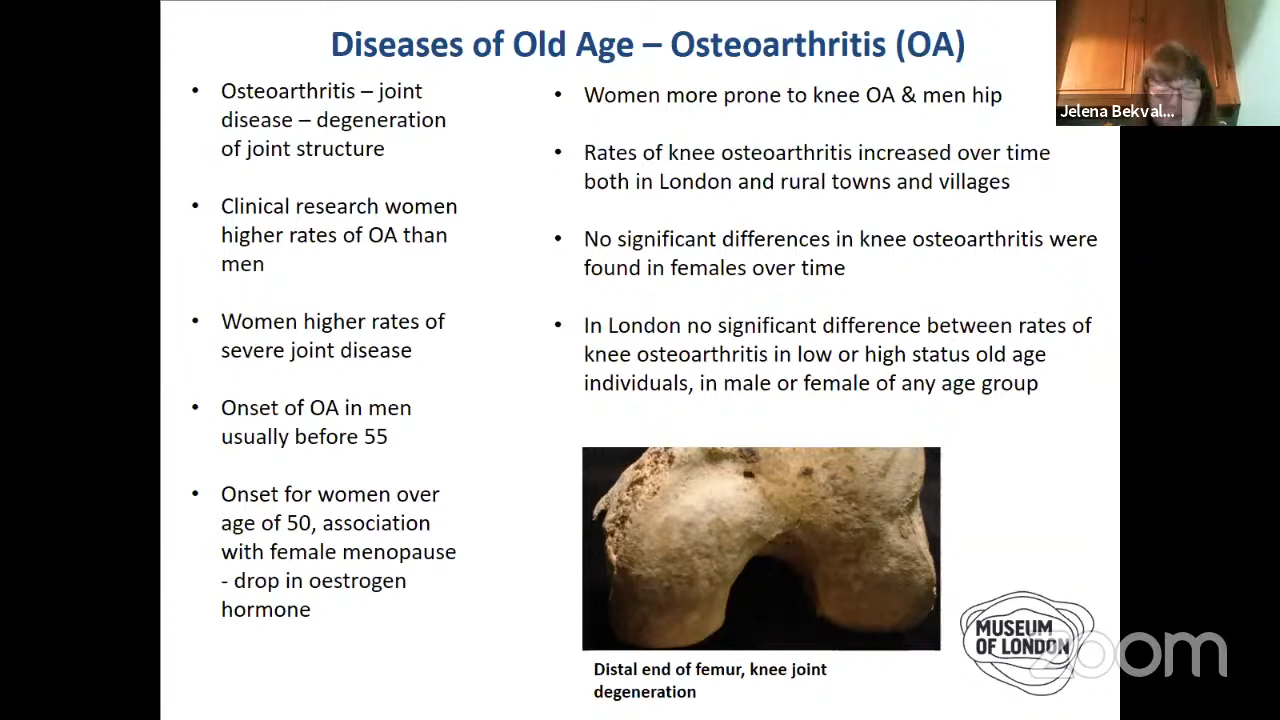 Diseases of Old Age – Osteoarthritis (OA)
• Osteoarthritis – joint
disease – degeneration
of joint structure
• Clinical research women
higher rates of OA than
men
• Women higher rates of
severe joint disease
• Onset of OA in men
usually before 55
• Onset for women over
age of 50, association
with female menopause
- drop in oestrogen
hormone
• Women more prone to knee OA & men hip
• Rates of knee osteoarthritis increased over time
both in London and rural towns and villages
• No significant differences in knee osteoarthritis were
found in females over time
• In London no significant difference between rates of
knee osteoarthritis in low or high status old age
individuals, in male or female of any age group
Distal end of femur, knee joint
degeneration
MUSEUM
OF LONDON
zoom
Jelena Bekval...